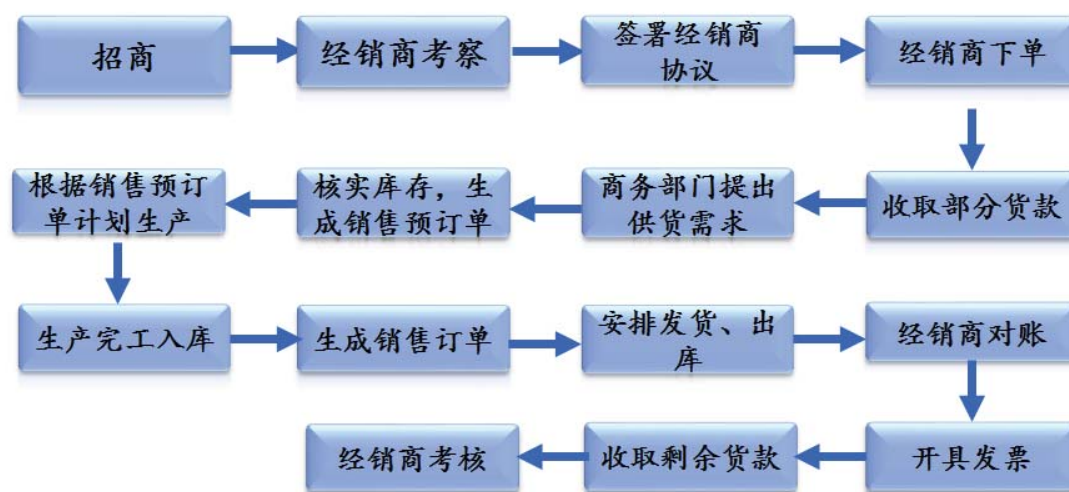 招商
经销商考察
签署经销商
协议
经销商下单
收取部分货款
商务部门提出
供货需求
核实库存，生
成销售预订单
根据销售预订
单计划生产
生产完工入库
生成销售订单
安排发货、出
库
经销商对账
开具发票
收取剩余货款
经销商考核